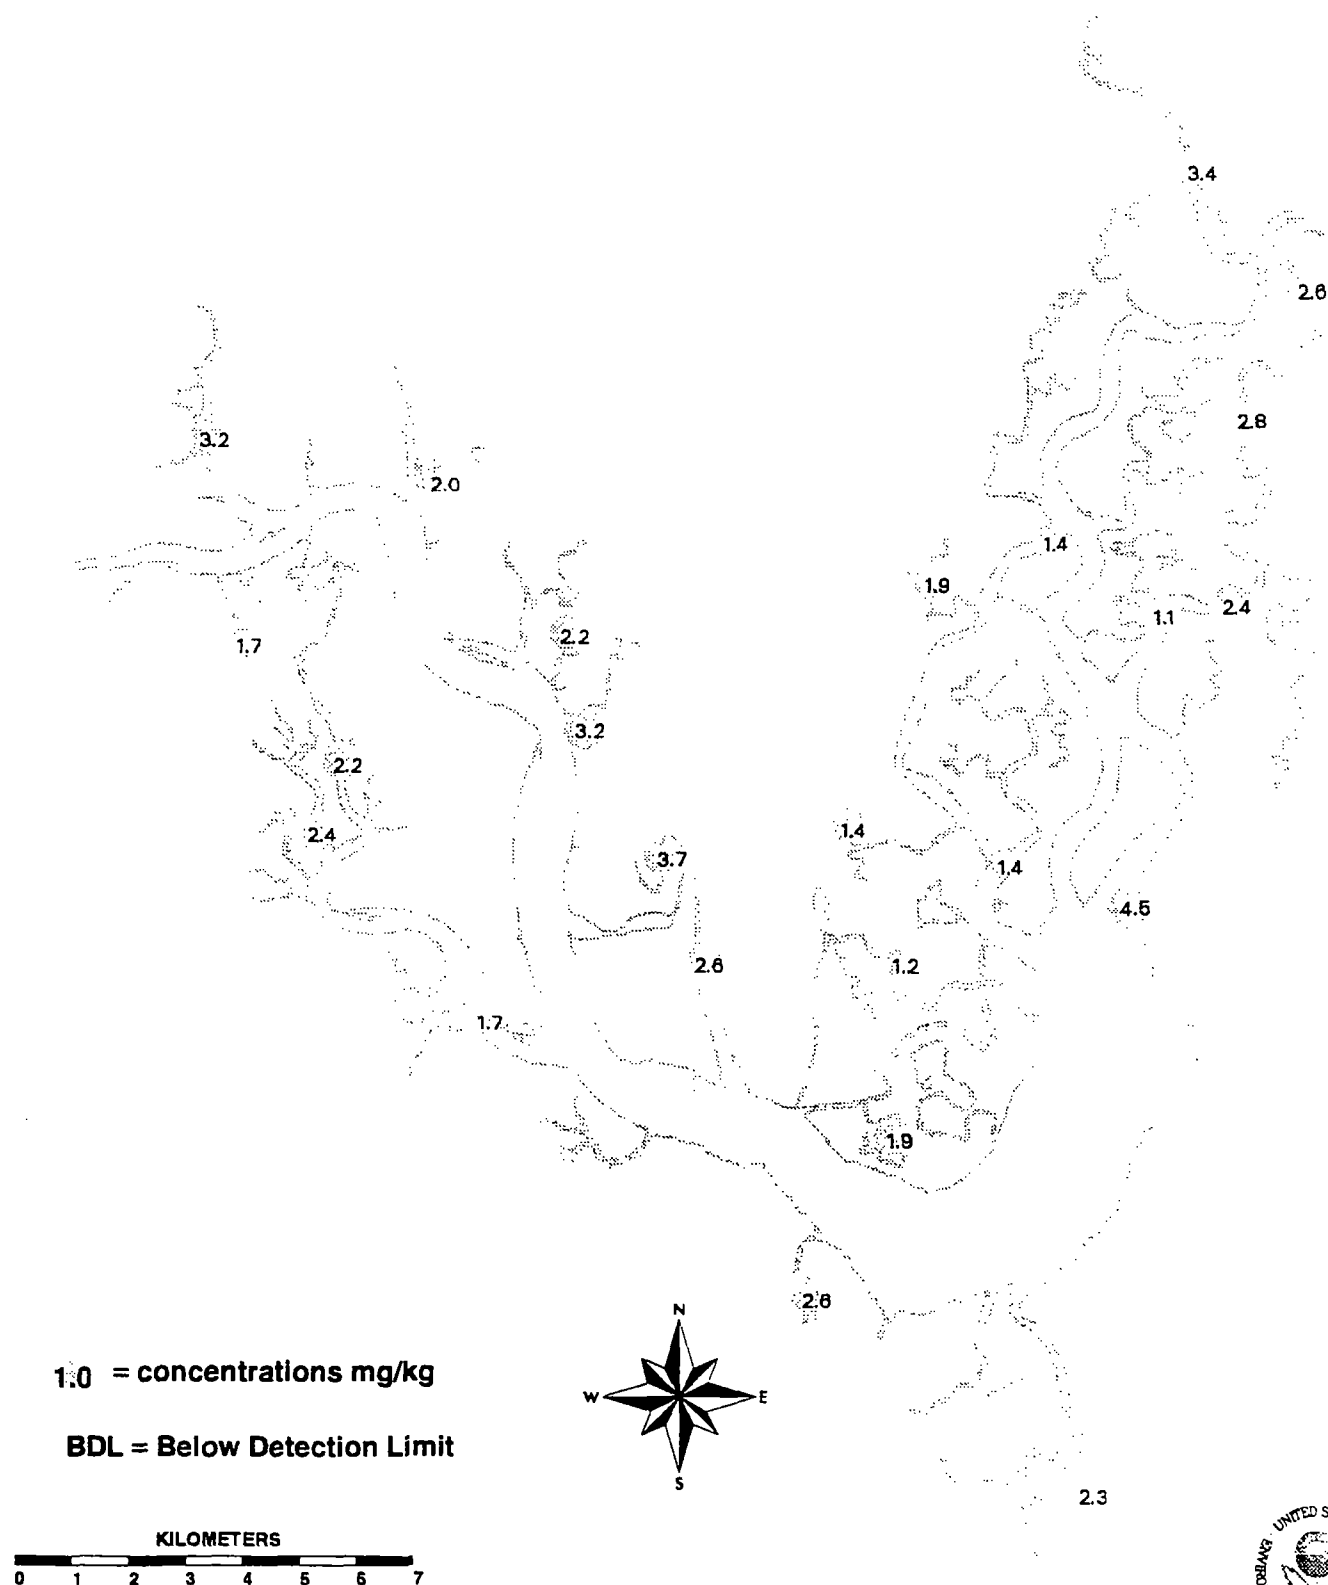 3.4
2.6
2.8
3.2
2.0
1.4
1.9
2.4
1.1
2.2
1.7
3.2
2.2
1.4
2.4
3.7
1.4
4.5
2.6
1.2
1.7
1.9
2.6
N
1.0 = concentrations mg/kg
W E
BDL = Below Detection Limit
S
2.3
KILOMETERS
0 1 2 3 4 5 6 7
UNITED S
ENVIRO